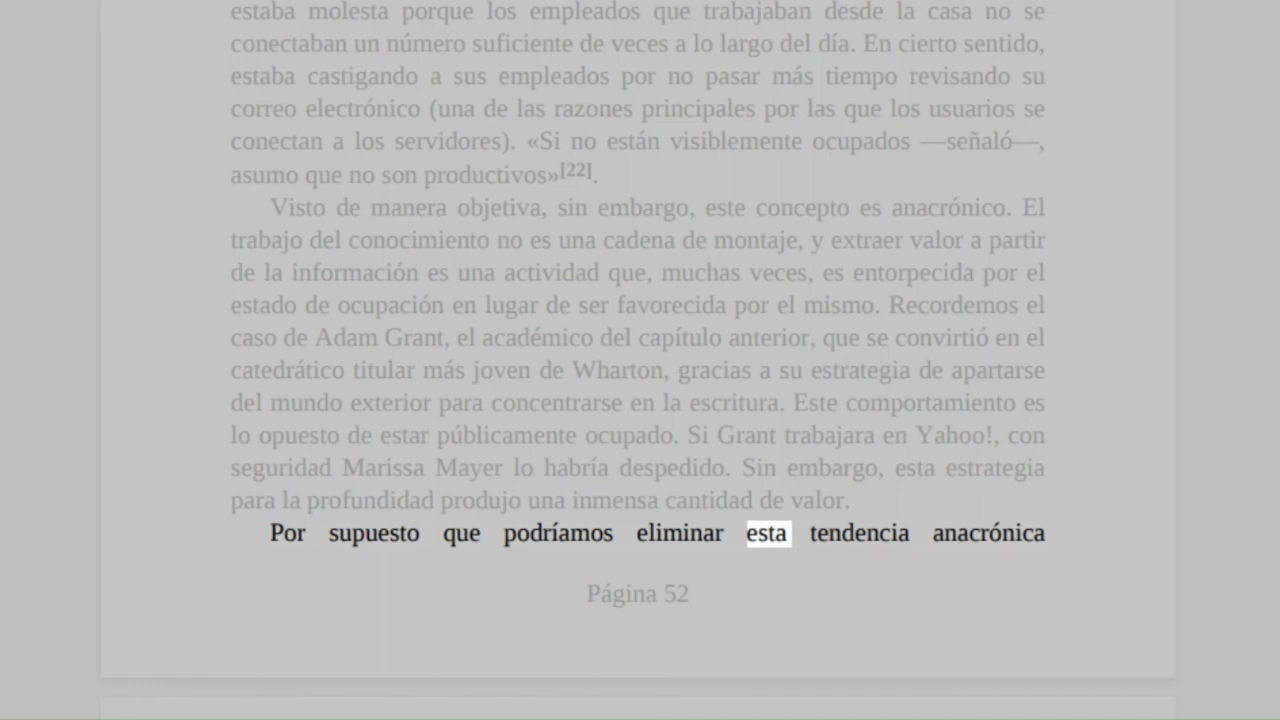 estaba molesta porque los empleados que trabajaban desde la casa no se
conectaban un número suficiente de veces a lo largo del día. En cierto sentido,
estaba castigando a sus empleados por no pasar más tiempo revisando su
correo electrónico (una de las razones principales por las que los usuarios se
conectan a los servidores). «Si no están visiblemente ocupados —señaló—,
asumo que no son productivos»[22].
Visto de manera objetiva, sin embargo, este concepto es anacrónico. El
trabajo del conocimiento no es una cadena de montaje, y extraer valor a partir
de la información es una actividad que, muchas veces, es entorpecida por el
estado de ocupación en lugar de ser favorecida por el mismo. Recordemos el
caso de Adam Grant, el académico del capítulo anterior, que se convirtió en el
catedrático titular más joven de Wharton, gracias a su estrategia de apartarse
del mundo exterior para concentrarse en la escritura. Este comportamiento es
lo opuesto de estar públicamente ocupado. Si Grant trabajara en Yahoo!, con
seguridad Marissa Mayer lo habría despedido. Sin embargo, esta estrategia
para la profundidad produjo una inmensa cantidad de valor.
Por supuesto que podríamos eliminar esta tendencia anacrónica
Página 52